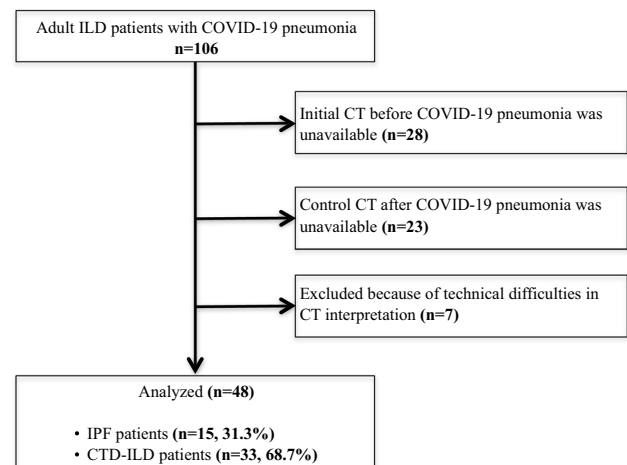 Adult ILD patients with COVID-19 pneumonia
n=106
Initial CT before COVID-19 pneumonia was
unavailable (n=28)
Control CT after COVID-19 pneumonia was
unavailable (n=23)
Excluded because of technical difficulties in
CT interpretation (n=7)
Analyzed (n=48)
• IPF patients (n=15, 31.3%)
• CTD-ILD patients (n=33, 68.7%)